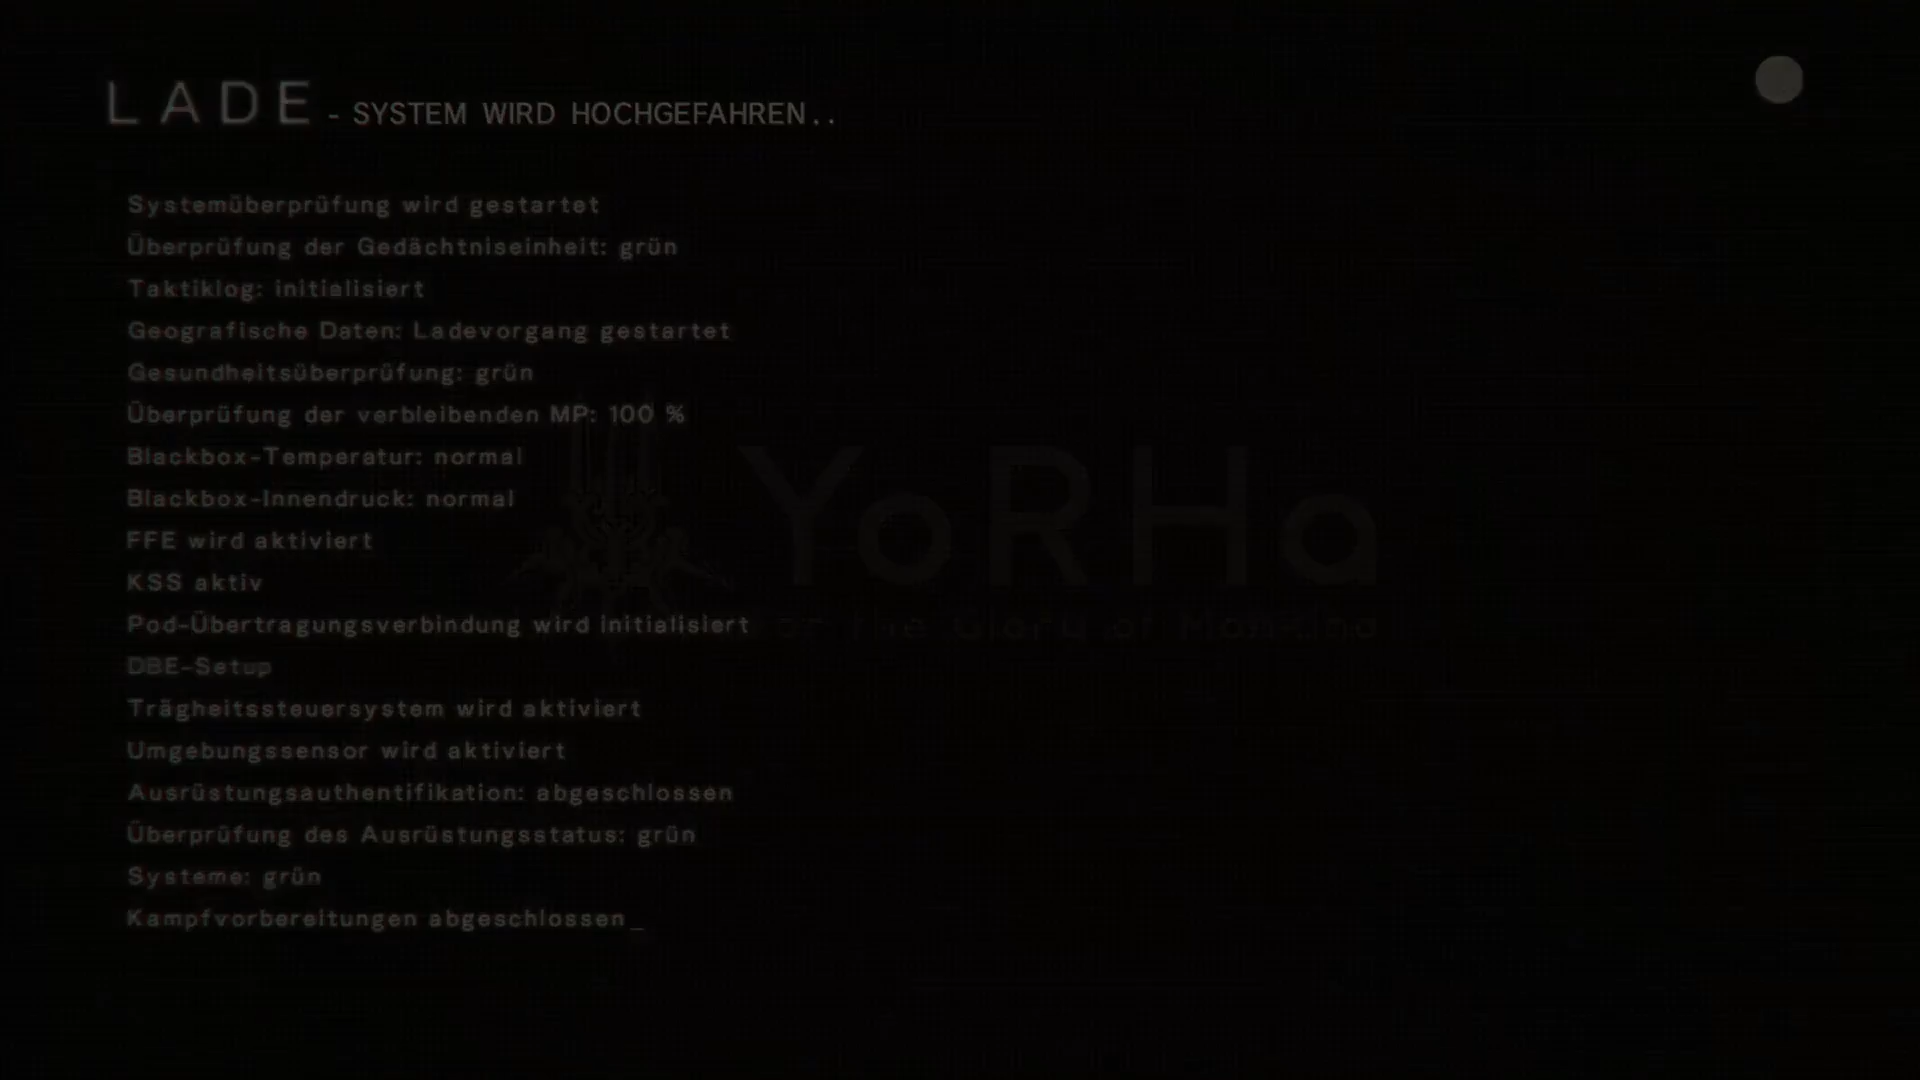 LADE - SYSTEM WIRD HOCHGEFAHREN..
Systemüberprüfung wird gestartet
Überprüfung der Gedächtniseinheit: grün
Taktiklog: initialisiert
Geografische Daten: Ladevorgang gestartet
Gesundheitsüberprüfung: grün
Überprüfung der verbleibenden MP: 100 %
Blackbox-Temperatur: normal
Blackbox-Innendruck: normal
FFE wird aktiviert
KSS aktiv
Pod-Übertragungsverbindung wird initialisiert
DBE-Setup
Trägheitssteuersystem wird aktiviert
Umgebungssensor wird aktiviert
Ausrüstungsauthentifikation: abgeschlossen
Überprüfung des Ausrüstungsstatus: grün
Systeme: grün
Kampfvorbereitungen abgeschlossen_
YoRHa